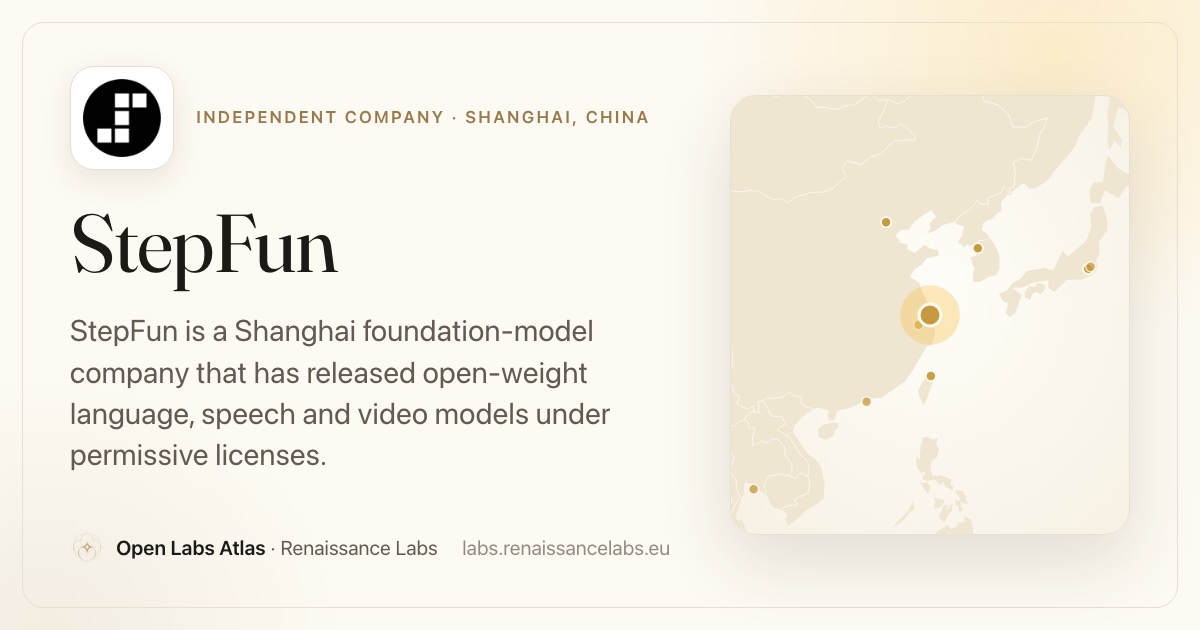 INDEPENDENT COMPANY · SHANGHAI, CHINA
StepFun
StepFun is a Shanghai foundation-model
company that has released open-weight
language, speech and video models under
permissive licenses.
Open Labs Atlas · Renaissance Labs labs.renaissancelabs.eu